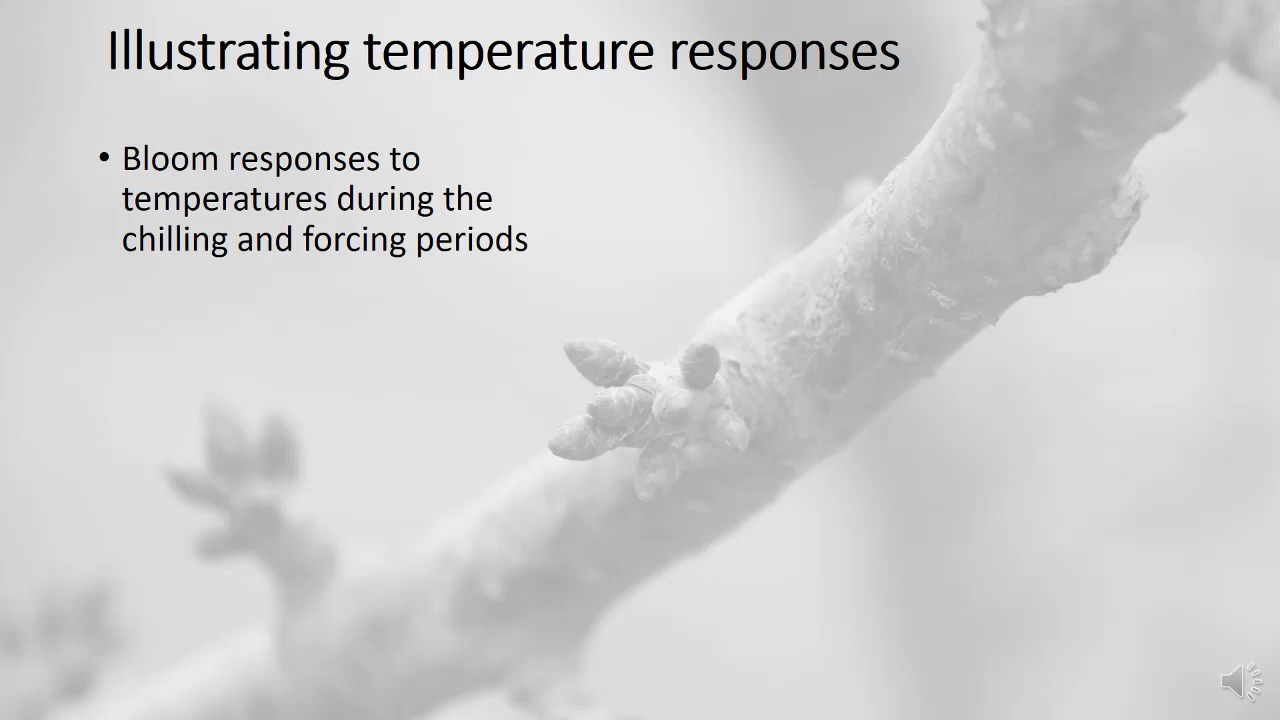 Illustrating temperature responses
• Bloom responses to
temperatures during the
chilling and forcing periods